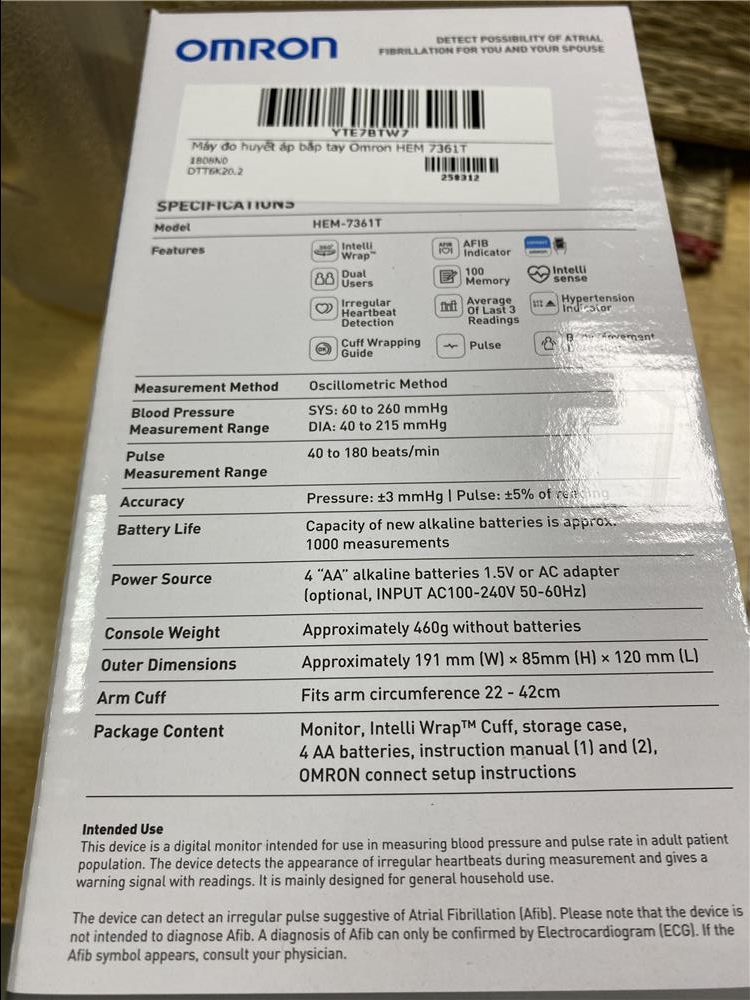 OMRON
DETECT POSSIBILITY OF ATRIAL
FIBRILLATION FOR YOU AND YOUR SPOUSE
YTE7BTW7
Máy đo huyết áp bắp tay Omron HEM 7361T
1808N0
DTT6K20.2
258312
SPECIFICATIONS
Model HEM-7361T
Features
Intelli
Wrap™
AFIB
Indicator
Dual
Users
100
Memory
Intelli
sense
Irregular
Heartbeat
Detection
Average
Of Last 3
Readings
Hypertension
Indicator
Cuff Wrapping
Guide
Pulse
Measurement Method Oscillometric Method
Blood Pressure
Measurement Range
SYS: 60 to 260 mmHg
DIA: 40 to 215 mmHg
Pulse
Measurement Range
40 to 180 beats/min
Accuracy Pressure: ±3 mmHg | Pulse: ±5% of reading
Battery Life Capacity of new alkaline batteries is approx.
1000 measurements
Power Source 4 “AA” alkaline batteries 1.5V or AC adapter
(optional, INPUT AC100-240V 50-60Hz)
Console Weight Approximately 460g without batteries
Outer Dimensions Approximately 191 mm (W) × 85mm (H) × 120 mm (L)
Arm Cuff Fits arm circumference 22 - 42cm
Package Content Monitor, Intelli Wrap™ Cuff, storage case,
4 AA batteries, instruction manual (1) and (2),
OMRON connect setup instructions
Intended Use
This device is a digital monitor intended for use in measuring blood pressure and pulse rate in adult patient
population. The device detects the appearance of irregular heartbeats during measurement and gives a
warning signal with readings. It is mainly designed for general household use.
The device can detect an irregular pulse suggestive of Atrial Fibrillation (Afib). Please note that the device is
not intended to diagnose Afib. A diagnosis of Afib can only be confirmed by Electrocardiogram (ECG). If the
Afib symbol appears, consult your physician.